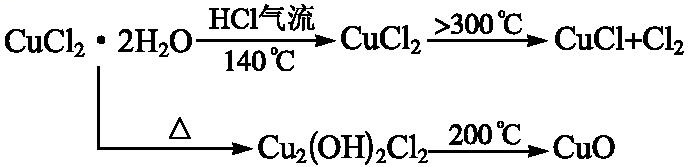 CuCl₂·2H₂O HCl气流 140℃ CuCl₂ >300℃ CuCl+Cl₂
△ Cu₂(OH)₂Cl₂ 200℃ CuO